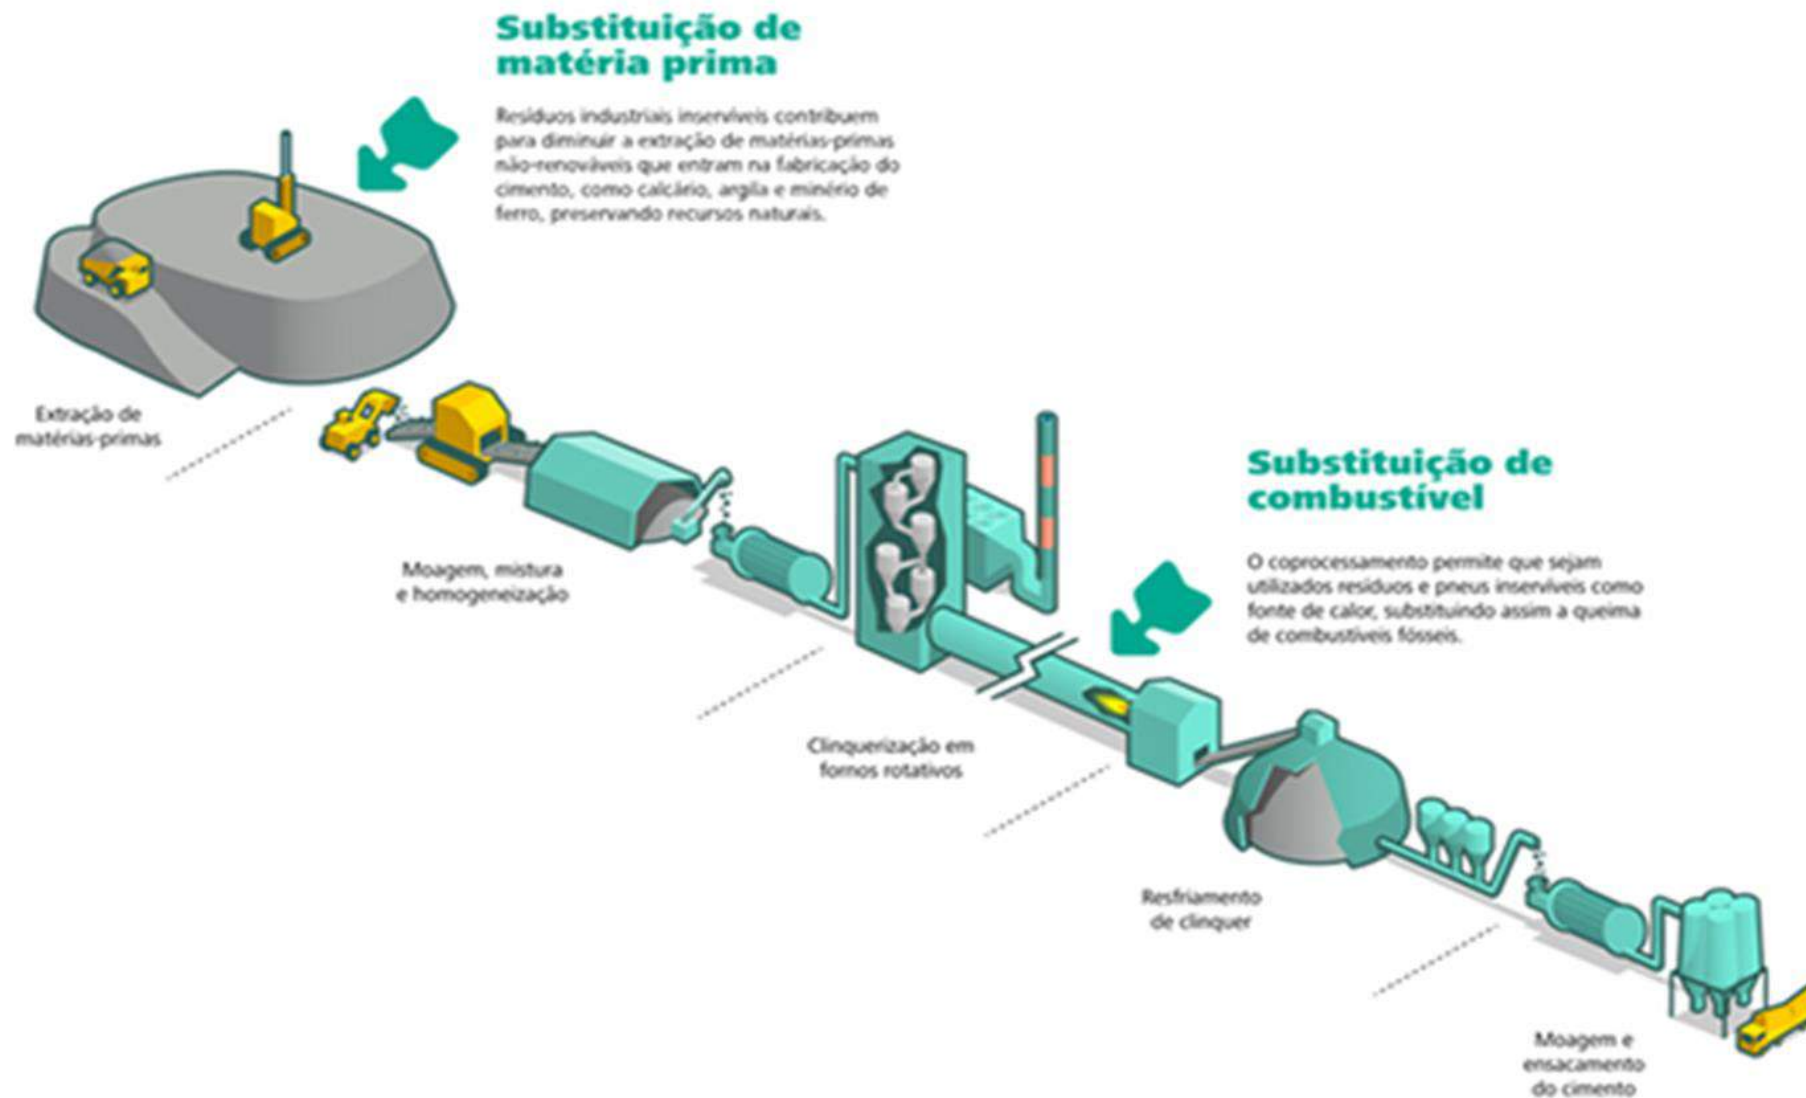 Substituição de
matéria prima
Resíduos industriais inservíveis contribuem
para diminuir a extração de matérias-primas
não-renováveis que entram na fabricação do
cimento, como calcário, argila e minério de
ferro, preservando recursos naturais.
Extração de
matérias-primas
Moagem, mistura
e homogeneização
Substituição de
combustível
O coprocessamento permite que sejam
utilizados resíduos e pneus inservíveis como
fonte de calor, substituindo assim a queima
de combustíveis fósseis.
Clinquerização em
fornos rotativos
Resfriamento
de clinquer
Moagem e
ensacamento
do cimento